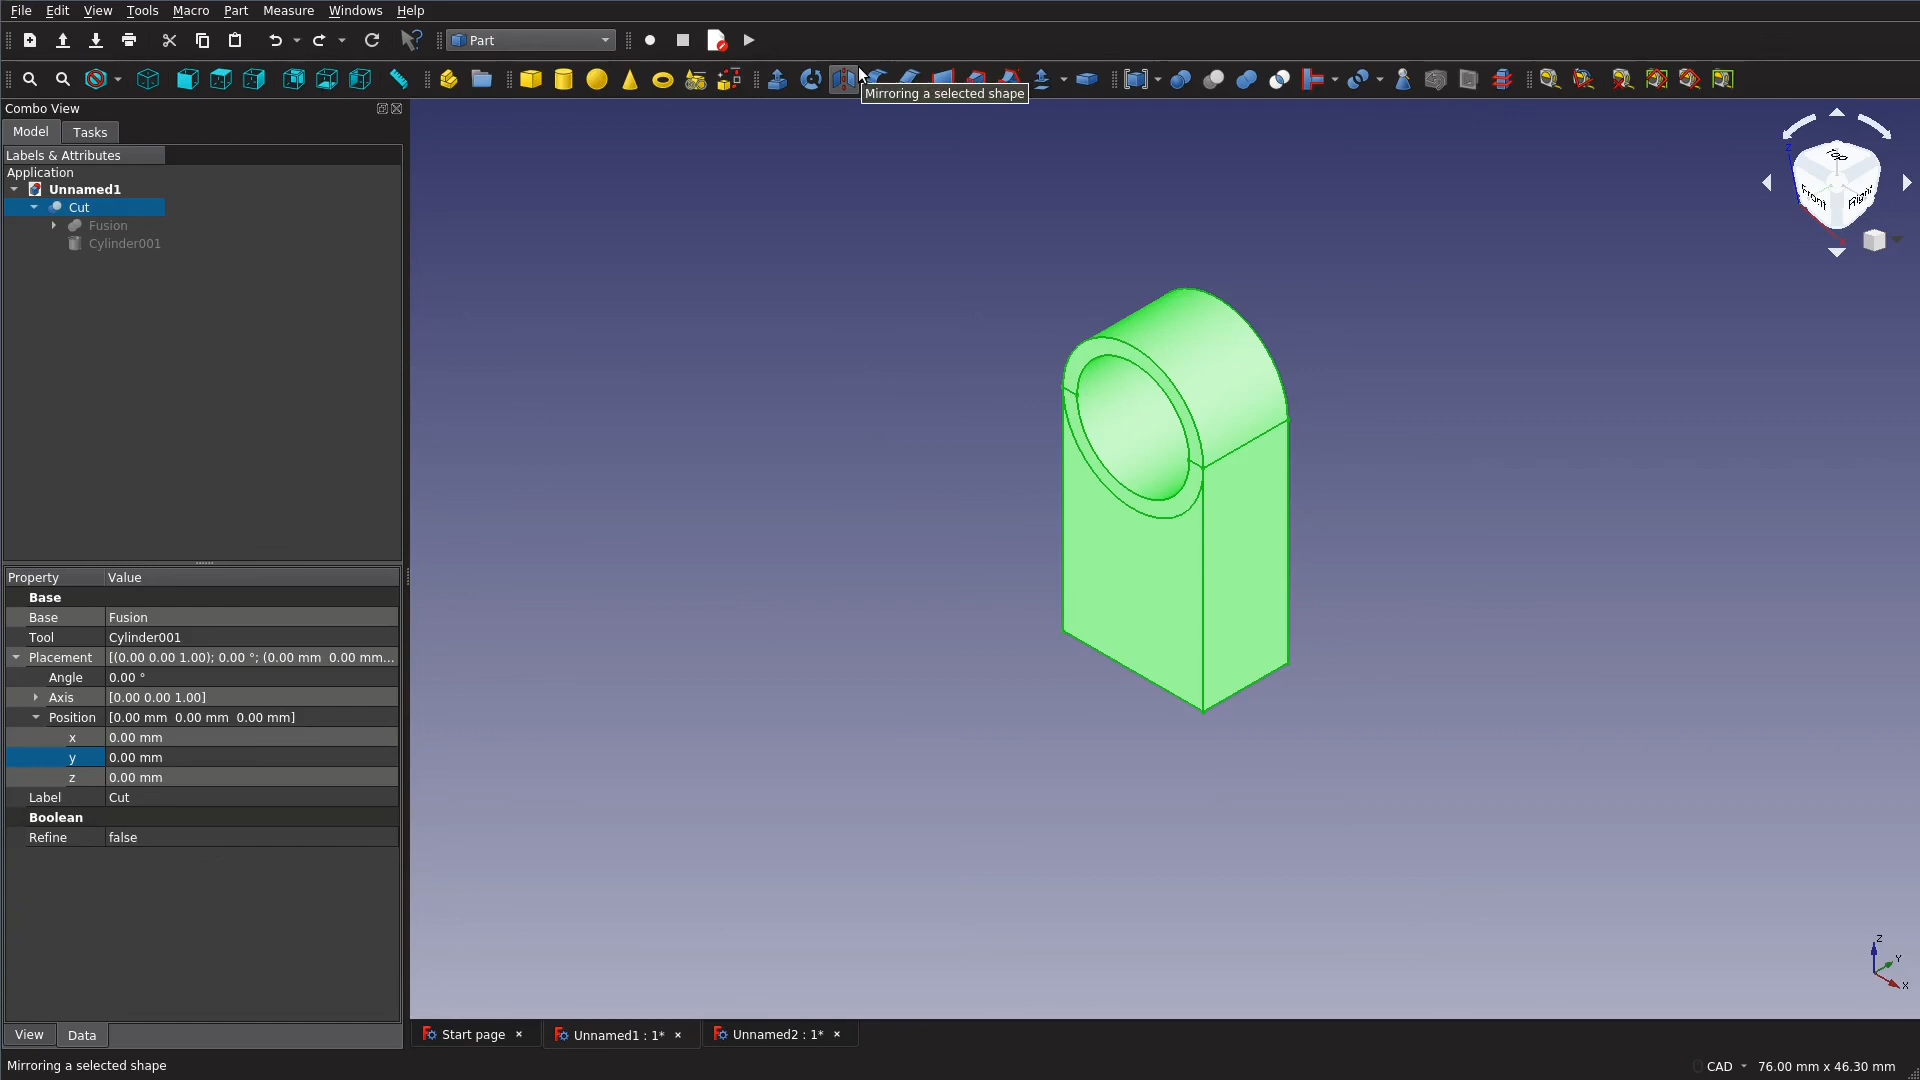 File Edit View Tools Macro Part Measure Windows Help
Part
Mirroring a selected shape
Combo View
Model Tasks
Labels & Attributes
Application
Unnamed1
Cut
Fusion
Cylinder001
Top
Front Right
Z
Property Value
Base
Base Fusion
Tool Cylinder001
Placement [(0.00 0.00 1.00); 0.00 °; (0.00 mm 0.00 mm...
Angle 0.00 °
Axis [0.00 0.00 1.00]
Position [0.00 mm 0.00 mm 0.00 mm]
x 0.00 mm
y 0.00 mm
z 0.00 mm
Label Cut
Boolean
Refine false
Z
Y
X
View Data
Start page × Unnamed1 : 1* × Unnamed2 : 1* ×
Mirroring a selected shape
CAD 76.00 mm x 46.30 mm